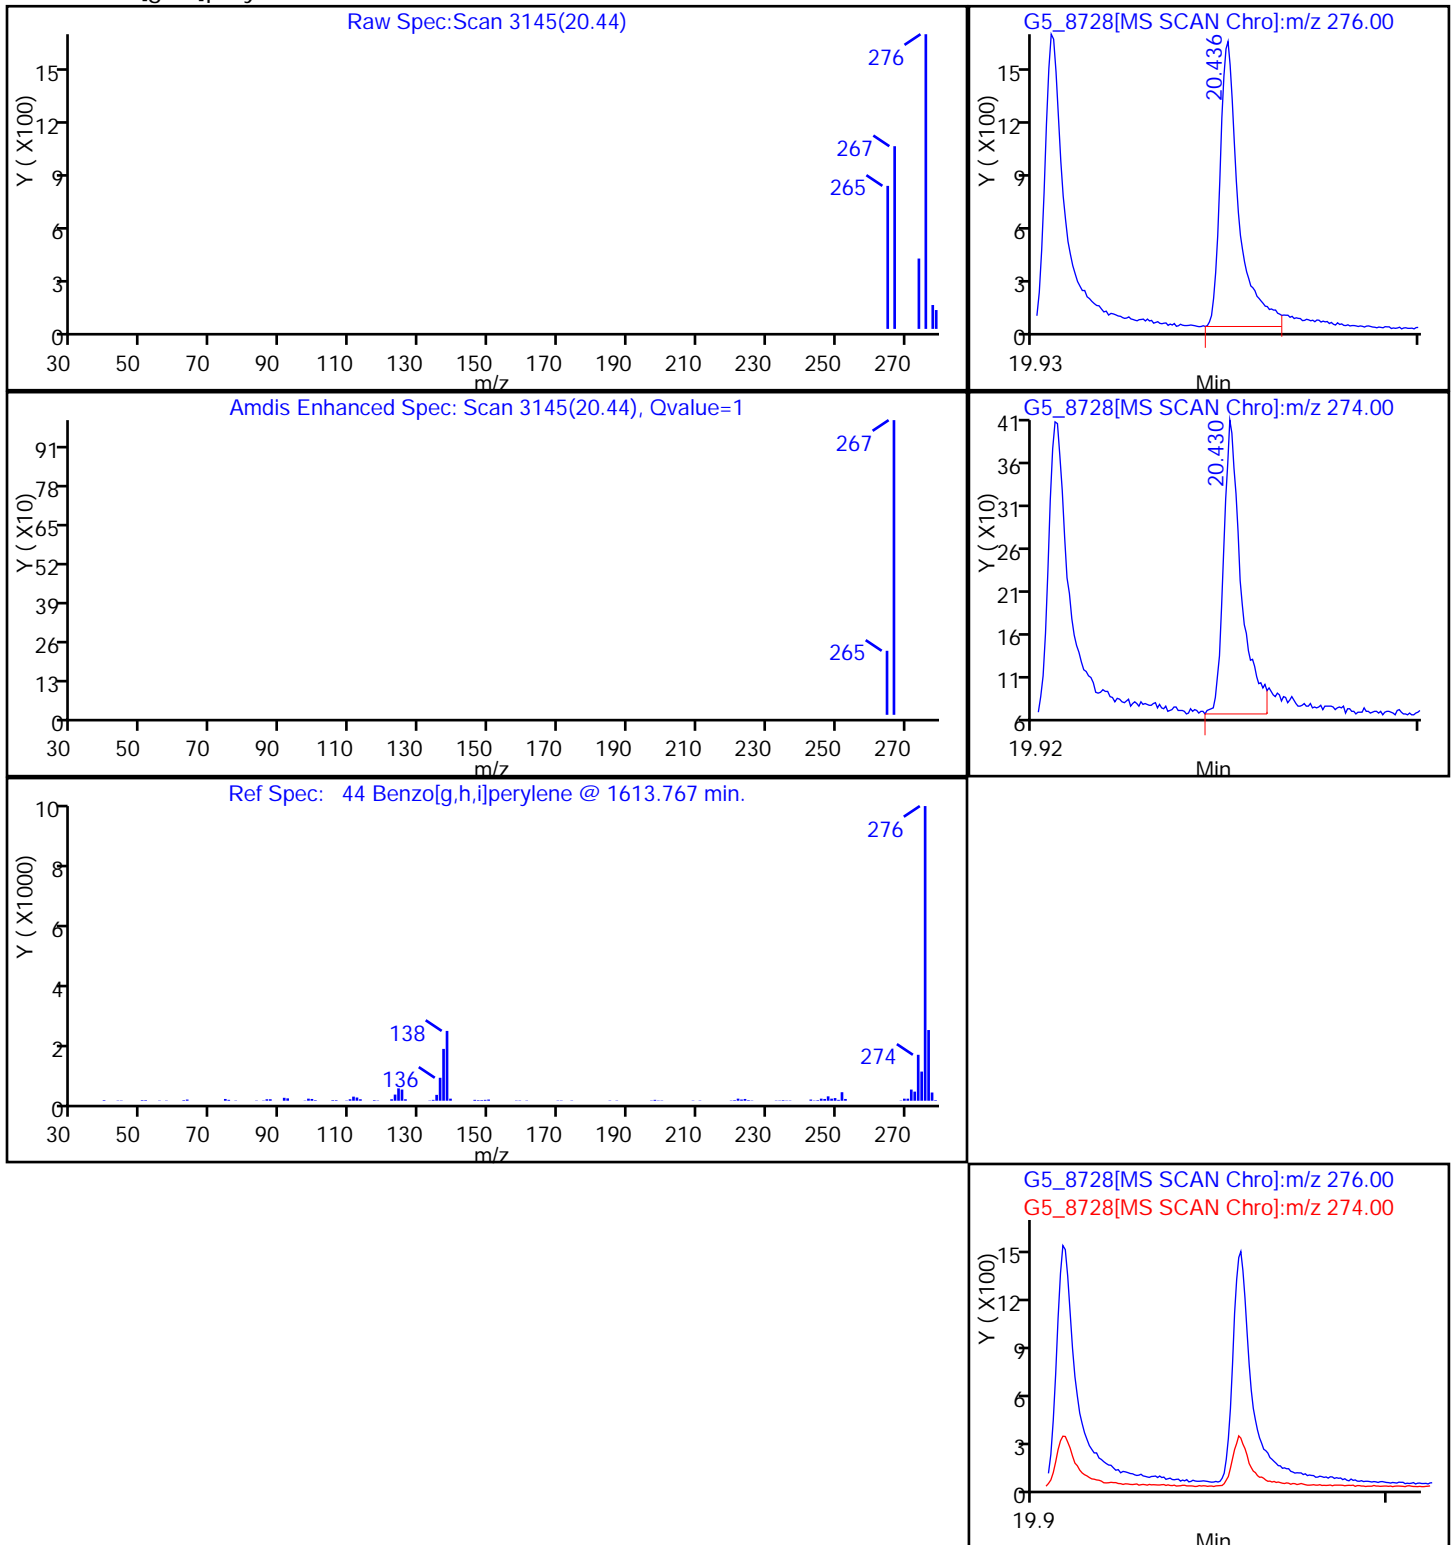 Raw Spec:Scan 3145(20.44)
276
267
265
Y ( X100)
15
12
9
6
3
0
30 50 70 90 110 130 150 170 190 210 230 250 270
m/z
G5_8728[MS SCAN Chro]:m/z 276.00
20.436
Y ( X100)
15
12
9
6
3
0
19.93
Min
Amdis Enhanced Spec: Scan 3145(20.44), Qvalue=1
267
265
Y ( X10)
91
78
65
52
39
26
13
0
30 50 70 90 110 130 150 170 190 210 230 250 270
m/z
G5_8728[MS SCAN Chro]:m/z 274.00
20.430
Y ( X10)
41
36
31
26
21
16
11
6
19.92
Min
Ref Spec: 44 Benzo[g,h,i]perylene @ 1613.767 min.
276
274
138
136
Y ( X1000)
10
8
6
4
2
0
30 50 70 90 110 130 150 170 190 210 230 250 270
m/z
G5_8728[MS SCAN Chro]:m/z 276.00
G5_8728[MS SCAN Chro]:m/z 274.00
Y ( X100)
15
12
9
6
3
0
19.9
Min